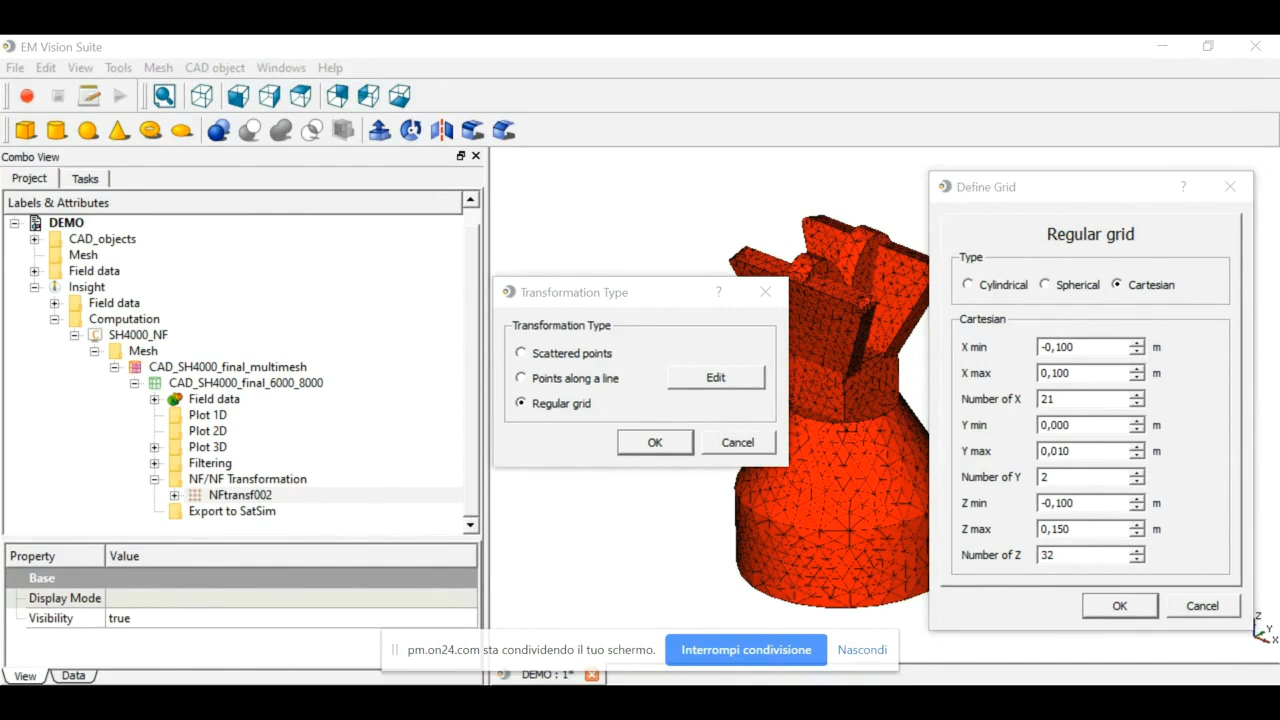 EM Vision Suite
File Edit View Tools Mesh CAD object Windows Help
Combo View
Project Tasks
Labels & Attributes
DEMO
CAD_objects
Mesh
Field data
Insight
Field data
Computation
SH4000_NF
Mesh
CAD_SH4000_final_multimesh
CAD_SH4000_final_6000_8000
Field data
Plot 1D
Plot 2D
Plot 3D
Filtering
NF/NF Transformation
NFtransf002
Export to SatSim
Property Value
Base
Display Mode
Visibility true
View Data
Transformation Type ?
Transformation Type
Scattered points
Points along a line
Edit
Regular grid
OK Cancel
Define Grid ?
Regular grid
Type
Cylindrical Spherical Cartesian
Cartesian
X min -0,100 m
X max 0,100 m
Number of X 21
Y min 0,000 m
Y max 0,010 m
Number of Y 2
Z min -0,100 m
Z max 0,150 m
Number of Z 32
OK Cancel
Z
Y
X
pm.on24.com sta condividendo il tuo schermo. Interrompi condivisione Nascondi
DEMO : 1*